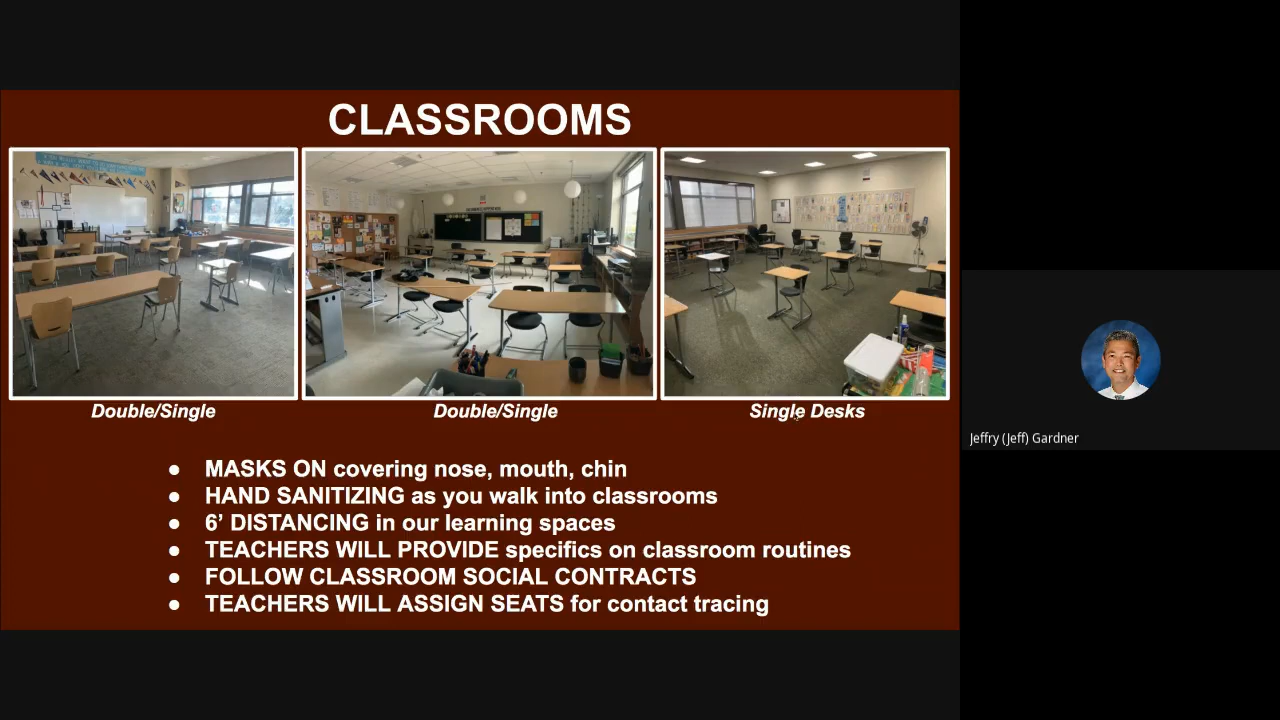 CLASSROOMS
Double/Single
Double/Single
Single Desks
● MASKS ON covering nose, mouth, chin
● HAND SANITIZING as you walk into classrooms
● 6’ DISTANCING in our learning spaces
● TEACHERS WILL PROVIDE specifics on classroom routines
● FOLLOW CLASSROOM SOCIAL CONTRACTS
● TEACHERS WILL ASSIGN SEATS for contact tracing
Jeffry (Jeff) Gardner